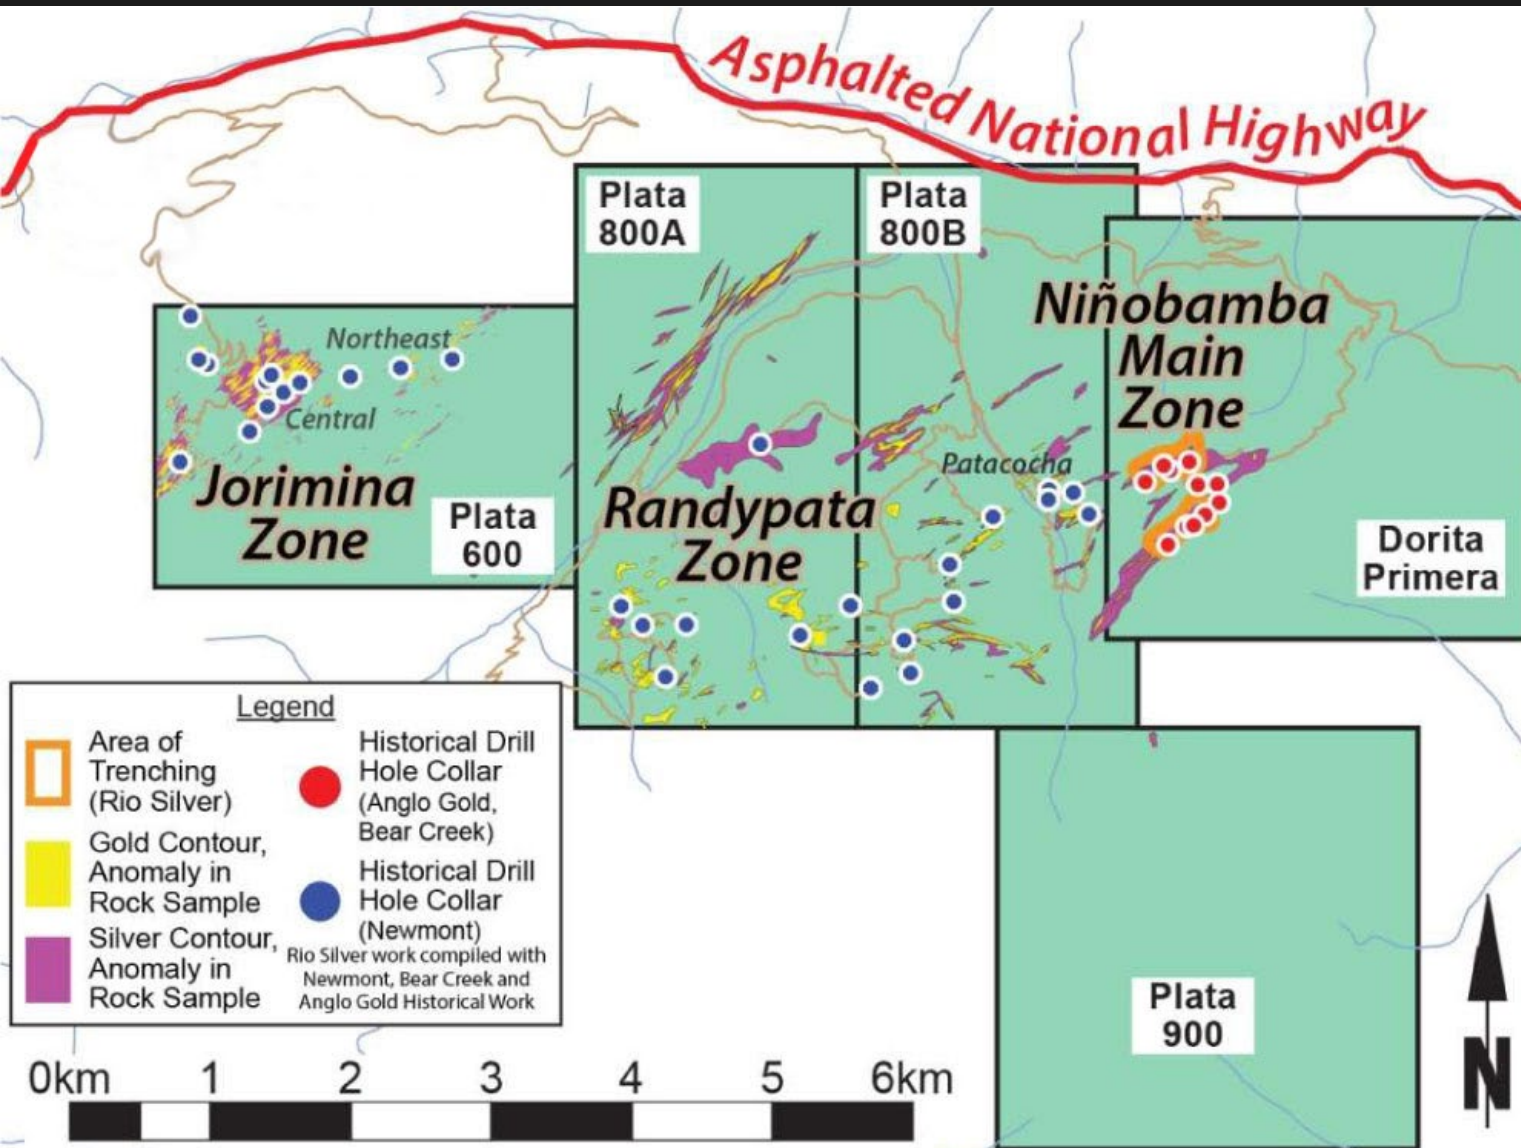 Asphalted National Highway
Plata
800A
Plata
800B
Niñobamba
Main
Zone
Northeast
Central
Jorimina
Zone
Plata
600
Randypata
Zone
Patacocha
Dorita
Primera
Legend
Area of
Trenching
(Rio Silver)
Gold Contour,
Anomaly in
Rock Sample
Silver Contour,
Anomaly in
Rock Sample
Historical Drill
Hole Collar
(Anglo Gold,
Bear Creek)
Historical Drill
Hole Collar
(Newmont)
Rio Silver work compiled with
Newmont, Bear Creek and
Anglo Gold Historical Work
Plata
900
N
0km 1 2 3 4 5 6km